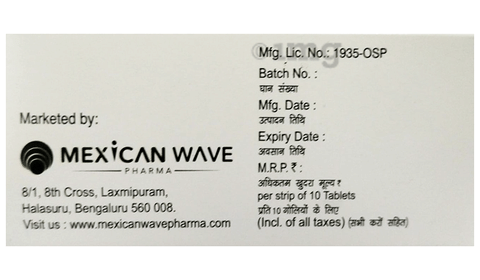 Marketed by:
MEXICAN WAVE
PHARMA
8/1, 8th Cross, Laxmipuram,
Halasuru, Bengaluru 560 008.
Visit us : www.mexicanwavepharma.com
1mg
Mfg. Lic. No.: 1935-OSP
Batch No. :
घान संख्या
Mfg. Date :
उत्पादन तिथि
Expiry Date :
अवसान तिथि
M.R.P. ₹ :
अधिकतम खुदरा मूल्य ₹
per strip of 10 Tablets
प्रति 10 गोलियों के लिए
(Incl. of all taxes) (सभी करों सहित)